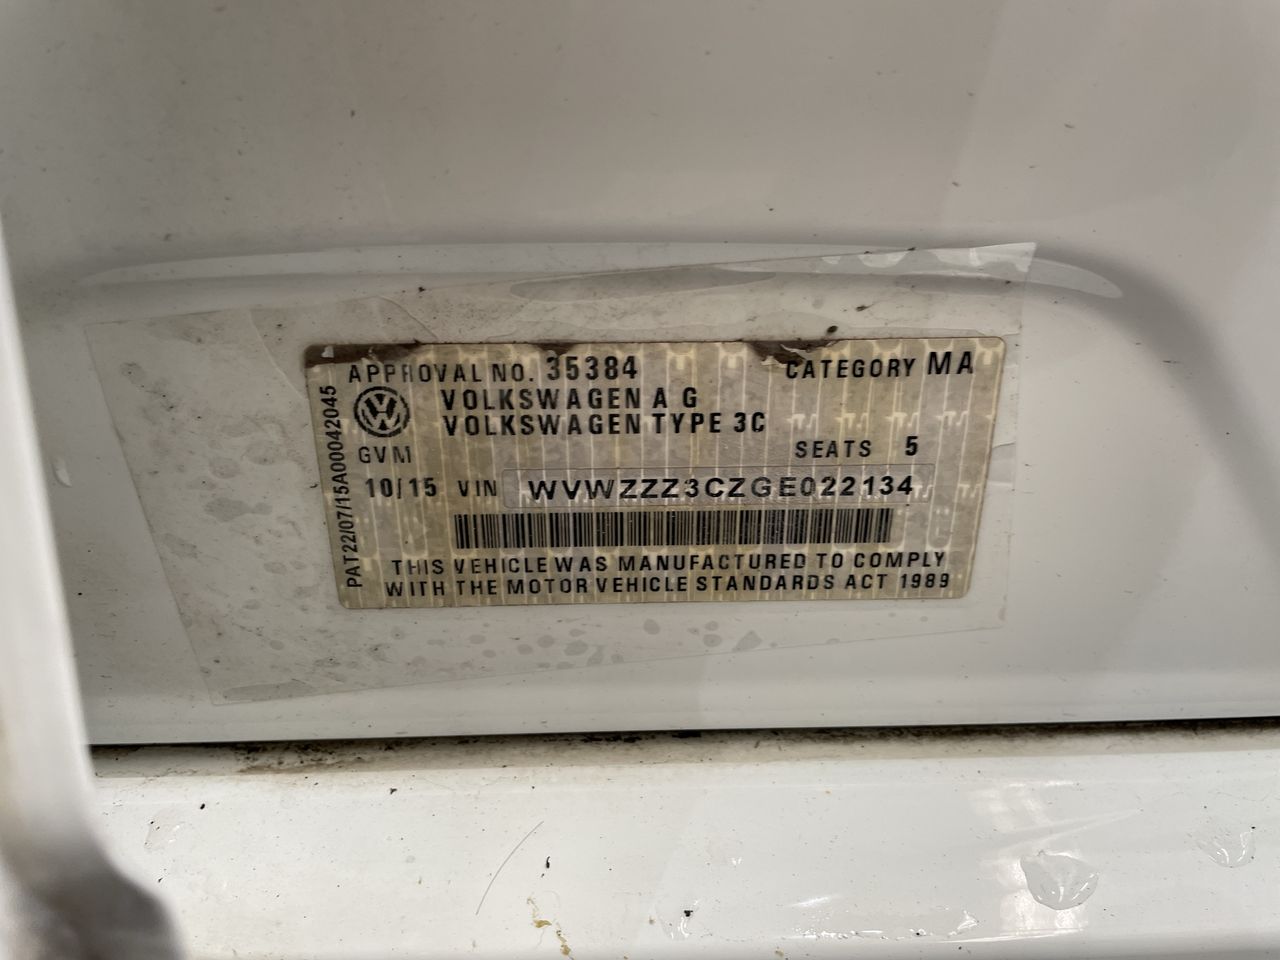 APPROVAL NO. 35384 CATEGORY MA
VOLKSWAGEN A G
VOLKSWAGEN TYPE 3C
GVM SEATS 5
10/15 VIN WVWZZZ3CZGE022134
THIS VEHICLE WAS MANUFACTURED TO COMPLY
WITH THE MOTOR VEHICLE STANDARDS ACT 1989
PAT22/07/15A00042045